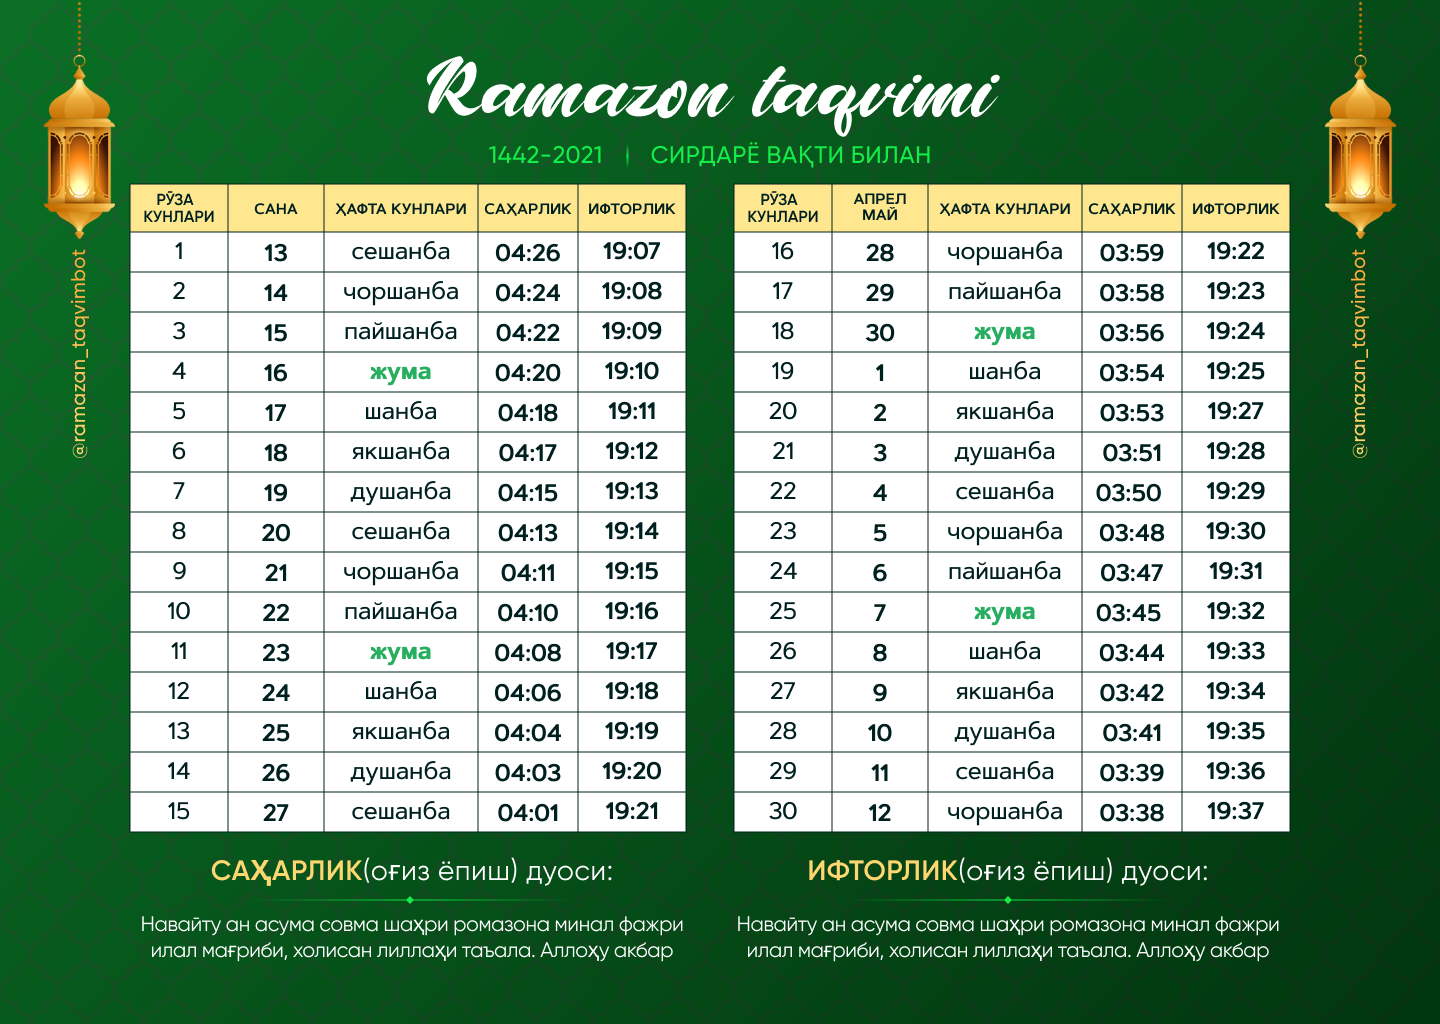 Ramazon taqvimi
1442-2021 | СИРДАРЁ ВАҚТИ БИЛАН
@ramazan_taqvimbot
РЎЗА КУНЛАРИ САНА ҲАФТА КУНЛАРИ САҲАРЛИК ИФТОРЛИК
1 13 сешанба 04:26 19:07
2 14 чоршанба 04:24 19:08
3 15 пайшанба 04:22 19:09
4 16 жума 04:20 19:10
5 17 шанба 04:18 19:11
6 18 якшанба 04:17 19:12
7 19 душанба 04:15 19:13
8 20 сешанба 04:13 19:14
9 21 чоршанба 04:11 19:15
10 22 пайшанба 04:10 19:16
11 23 жума 04:08 19:17
12 24 шанба 04:06 19:18
13 25 якшанба 04:04 19:19
14 26 душанба 04:03 19:20
15 27 сешанба 04:01 19:21
РЎЗА КУНЛАРИ АПРЕЛ МАЙ ҲАФТА КУНЛАРИ САҲАРЛИК ИФТОРЛИК
16 28 чоршанба 03:59 19:22
17 29 пайшанба 03:58 19:23
18 30 жума 03:56 19:24
19 1 шанба 03:54 19:25
20 2 якшанба 03:53 19:27
21 3 душанба 03:51 19:28
22 4 сешанба 03:50 19:29
23 5 чоршанба 03:48 19:30
24 6 пайшанба 03:47 19:31
25 7 жума 03:45 19:32
26 8 шанба 03:44 19:33
27 9 якшанба 03:42 19:34
28 10 душанба 03:41 19:35
29 11 сешанба 03:39 19:36
30 12 чоршанба 03:38 19:37
@ramazan_taqvimbot
САҲАРЛИК(оғиз ёпиш) дуоси:
Навайту ан асума совма шаҳри ромазона минал фажри
илал мағриби, холисан лиллаҳи таъала. Аллоҳу акбар
ИФТОРЛИК(оғиз ёпиш) дуоси:
Навайту ан асума совма шаҳри ромазона минал фажри
илал мағриби, холисан лиллаҳи таъала. Аллоҳу акбар